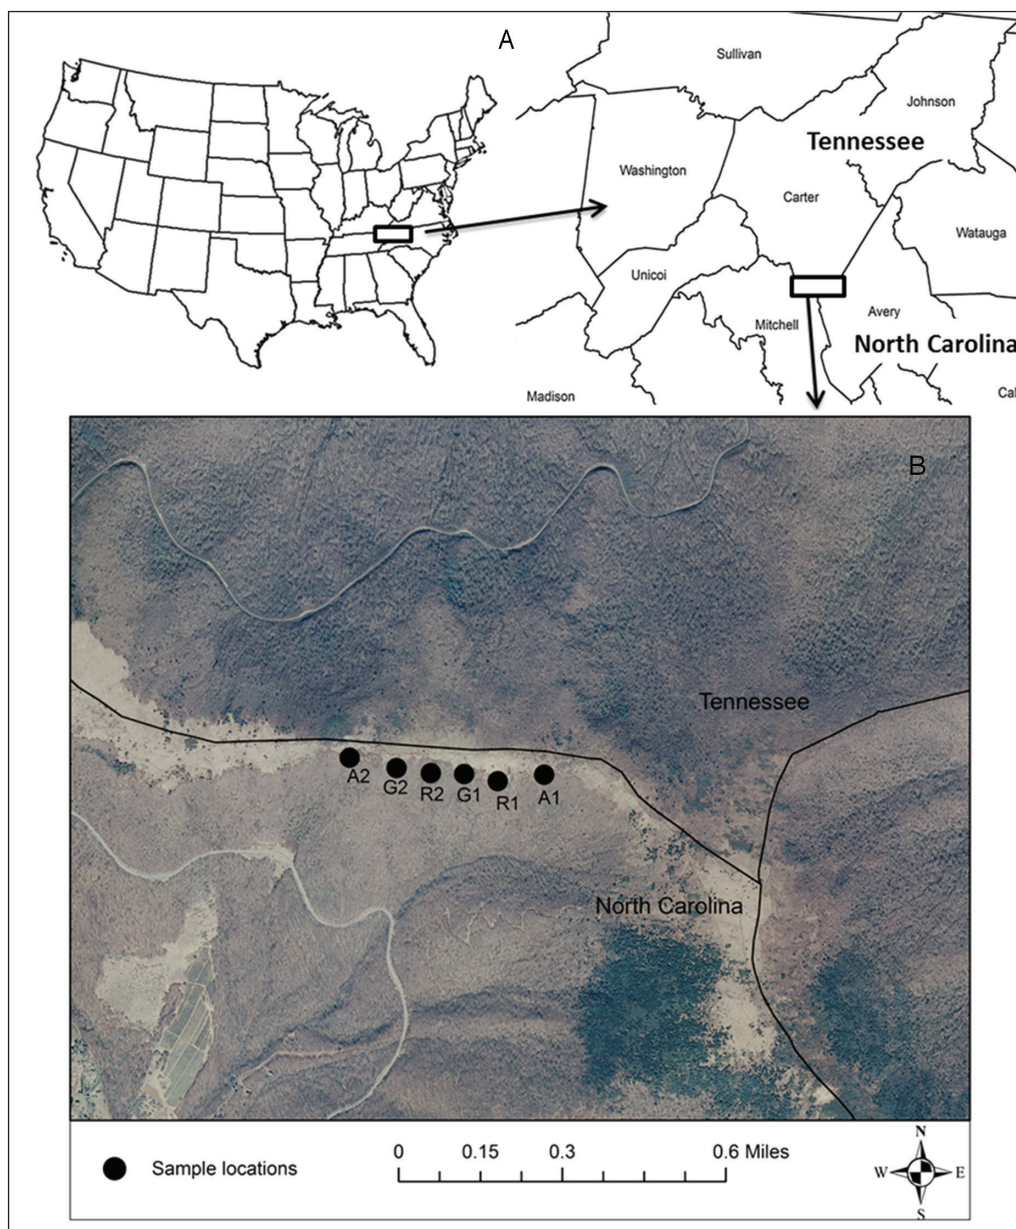 A
Sullivan
Johnson
Tennessee
Washington
Carter
Watauga
Unicoi
Avery
Mitchell
North Carolina
Madison
Cal
B
Tennessee
A2
G2
R2
G1
R1
A1
North Carolina
Sample locations
0 0.15 0.3 0.6 Miles
N
W E
S